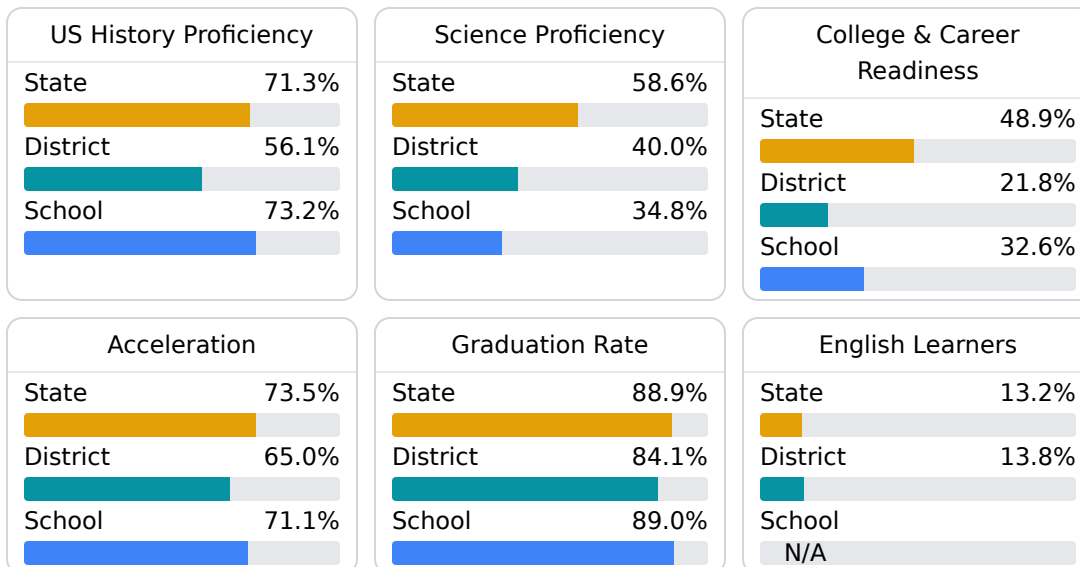 US History Proficiency
State 71.3%
District 56.1%
School 73.2%
Science Proficiency
State 58.6%
District 40.0%
School 34.8%
College & Career
Readiness
State 48.9%
District 21.8%
School 32.6%
Acceleration
State 73.5%
District 65.0%
School 71.1%
Graduation Rate
State 88.9%
District 84.1%
School 89.0%
English Learners
State 13.2%
District 13.8%
School
N/A